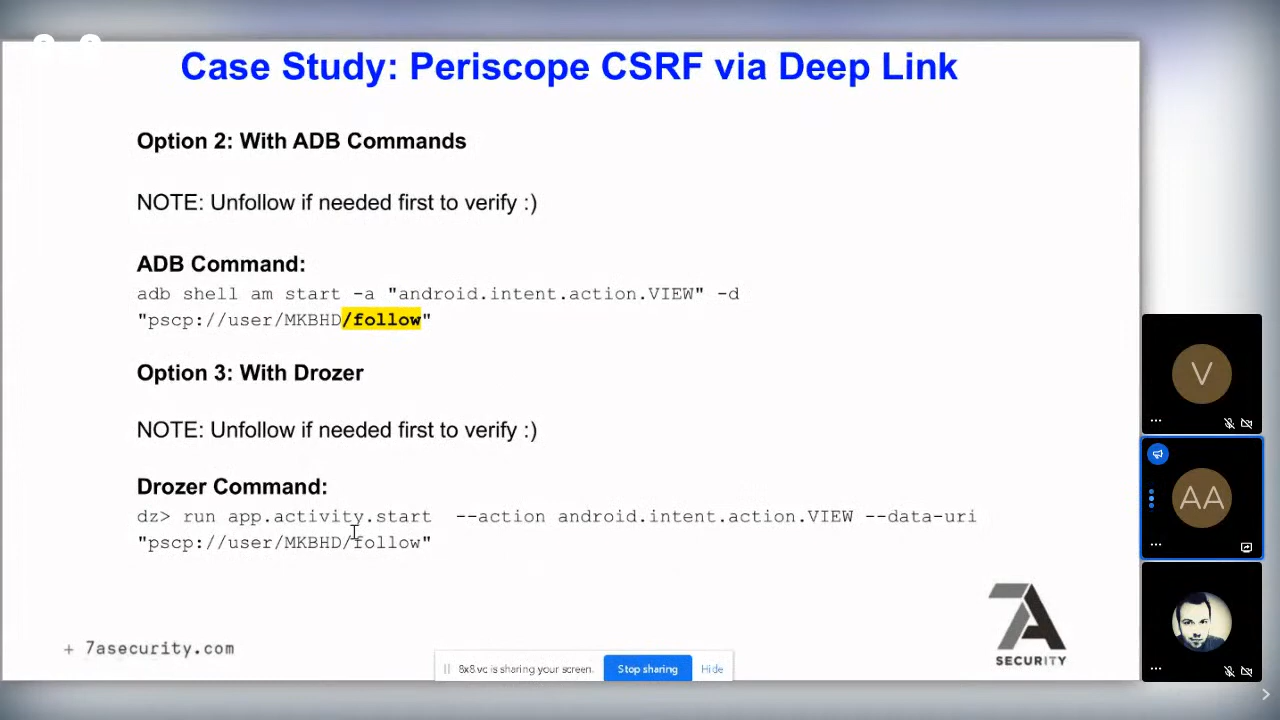 Case Study: Periscope CSRF via Deep Link
Option 2: With ADB Commands
NOTE: Unfollow if needed first to verify :)
ADB Command:
adb shell am start -a "android.intent.action.VIEW" -d
"pscp://user/MKBHD/follow"
Option 3: With Drozer
NOTE: Unfollow if needed first to verify :)
Drozer Command:
dz> run app.activity.start  --action android.intent.action.VIEW --data-uri
"pscp://user/MKBHD/follow"
+ 7asecurity.com
7A
SECURITY
8x8.vc is sharing your screen.
Stop sharing
Hide
V
AA